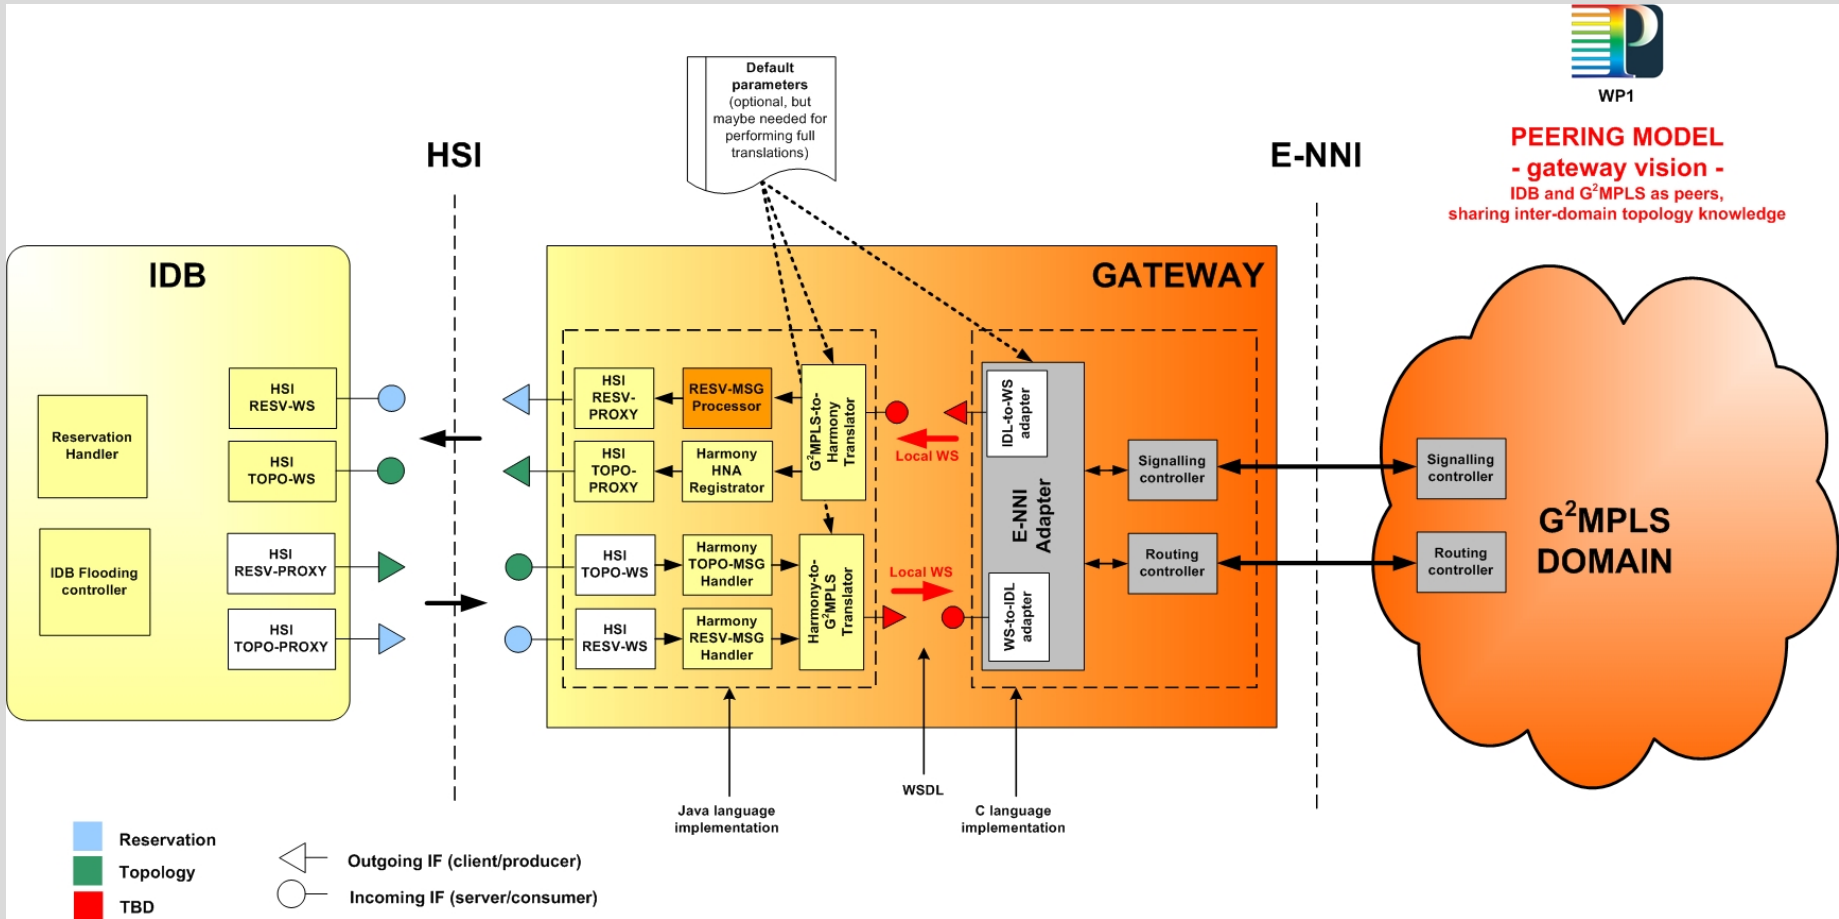 WP1
PEERING MODEL
- gateway vision -
IDB and G²MPLS as peers,
sharing inter-domain topology knowledge
Default
parameters
(optional, but
maybe needed for
performing full
translations)
HSI
E-NNI
IDB
Reservation
Handler
IDB Flooding
controller
HSI
RESV-WS
HSI
TOPO-WS
HSI
RESV-PROXY
HSI
TOPO-PROXY
GATEWAY
HSI
RESV-
PROXY
RESV-MSG
Processor
HSI
TOPO-
PROXY
Harmony
HNA
Registrator
G²MPLS-to-
Harmony
Translator
HSI
TOPO-WS
Harmony
TOPO-MSG
Handler
HSI
RESV-WS
Harmony
RESV-MSG
Handler
Harmony-to-
G²MPLS
Translator
Local WS
Local WS
IDL-to-WS
adapter
E-NNI
Adapter
WS-to-IDL
adapter
Signalling
controller
Routing
controller
Signalling
controller
Routing
controller
G²MPLS
DOMAIN
Java language
implementation
WSDL
C language
implementation
Reservation
Topology
TBD
Outgoing IF (client/producer)
Incoming IF (server/consumer)